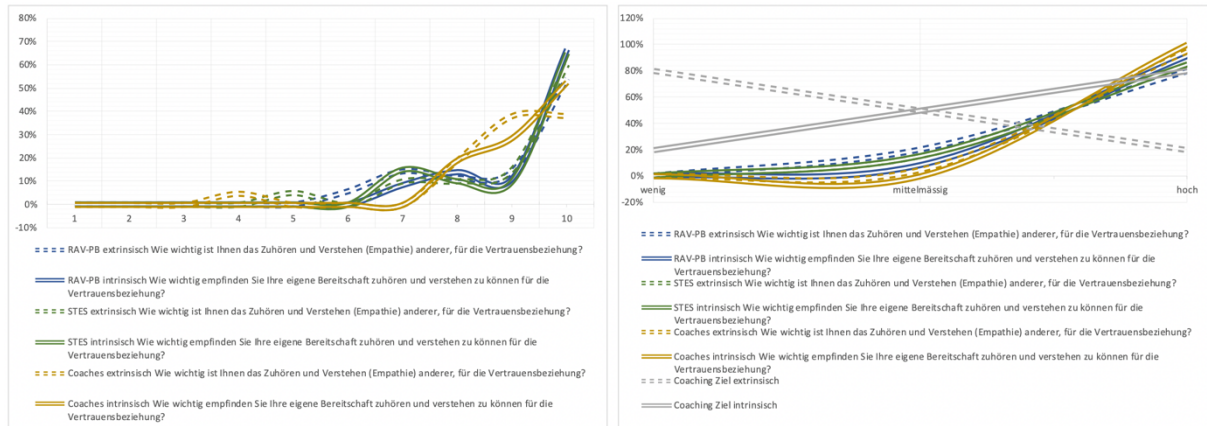 80%
70%
60%
50%
40%
30%
20%
10%
0%
-10%
1 2 3 4 5 6 7 8 9 10
RAV-PB extrinsisch Wie wichtig ist Ihnen das Zuhören und Verstehen (Empathie) anderer, für die Vertrauensbeziehung?
RAV-PB intrinsisch Wie wichtig empfinden Sie Ihre eigene Bereitschaft zuhören und verstehen zu können für die
Vertrauensbeziehung?
STES extrinsisch Wie wichtig ist Ihnen das Zuhören und Verstehen (Empathie) anderer, für die Vertrauensbeziehung?
STES intrinsisch Wie wichtig empfinden Sie Ihre eigene Bereitschaft zuhören und verstehen zu können für die
Vertrauensbeziehung?
Coaches extrinsisch Wie wichtig ist Ihnen das Zuhören und Verstehen (Empathie) anderer, für die Vertrauensbeziehung?
Coaches intrinsisch Wie wichtig empfinden Sie Ihre eigene Bereitschaft zuhören und verstehen zu können für die
Vertrauensbeziehung?
120%
100%
80%
60%
40%
20%
0%
-20%
wenig mittelmässig hoch
RAV-PB extrinsisch Wie wichtig ist Ihnen das Zuhören und Verstehen (Empathie) anderer, für die Vertrauensbeziehung?
RAV-PB intrinsisch Wie wichtig empfinden Sie Ihre eigene Bereitschaft zuhören und verstehen zu können für die
Vertrauensbeziehung?
STES extrinsisch Wie wichtig ist Ihnen das Zuhören und Verstehen (Empathie) anderer, für die Vertrauensbeziehung?
STES intrinsisch Wie wichtig empfinden Sie Ihre eigene Bereitschaft zuhören und verstehen zu können für die
Vertrauensbeziehung?
Coaches extrinsisch Wie wichtig ist Ihnen das Zuhören und Verstehen (Empathie) anderer, für die Vertrauensbeziehung?
Coaches intrinsisch Wie wichtig empfinden Sie Ihre eigene Bereitschaft zuhören und verstehen zu können für die
Vertrauensbeziehung?
Coaching Ziel extrinsisch
Coaching Ziel intrinsisch